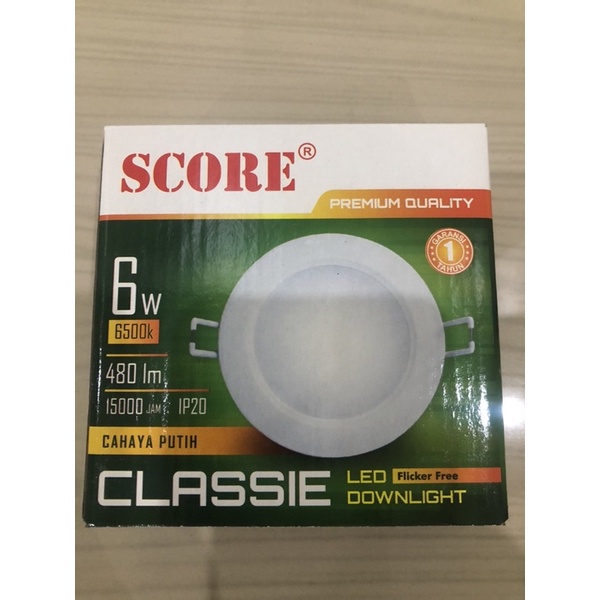 SCORE®
PREMIUM QUALITY
GARANSI
1
TAHUN
6W
6500k
480 lm
15000 JAM IP20
CAHAYA PUTIH
CLASSIE
LED Flicker Free
DOWNLIGHT